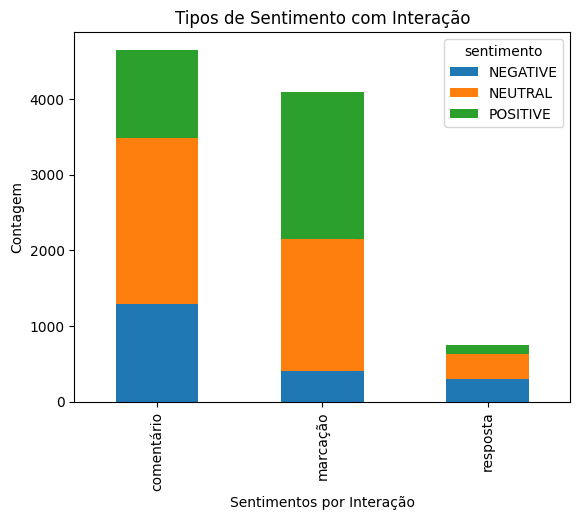 Tipos de Sentimento com Interação
sentimento
NEGATIVE
NEUTRAL
POSITIVE
Contagem
4000
3000
2000
1000
0
comentário
marcação
resposta
Sentimentos por Interação